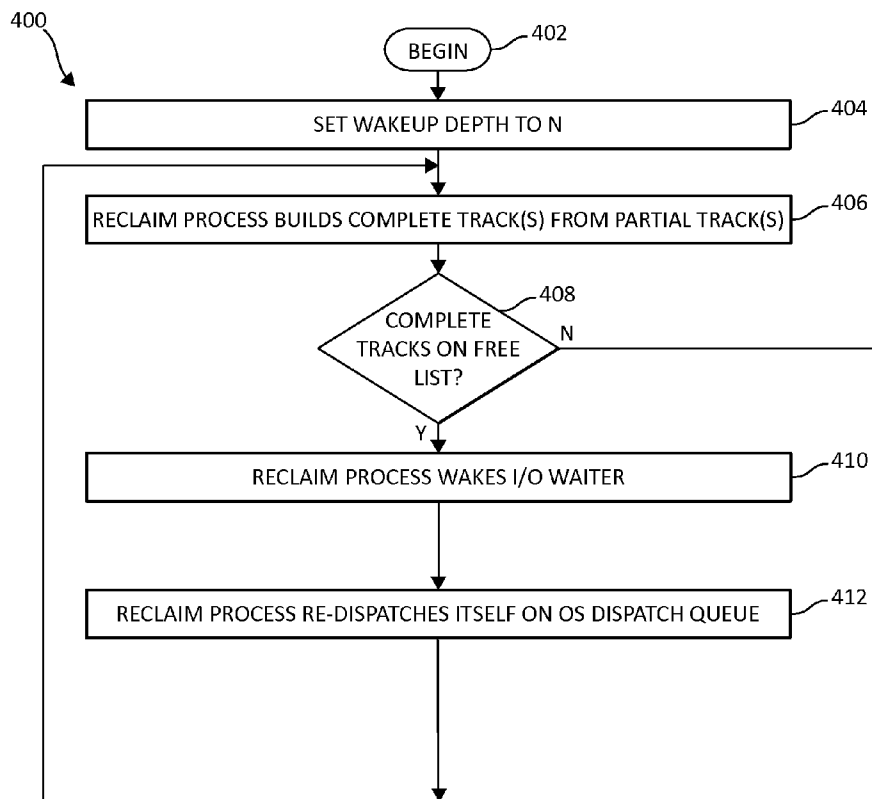 400
BEGIN
402
SET WAKEUP DEPTH TO N
404
RECLAIM PROCESS BUILDS COMPLETE TRACK(S) FROM PARTIAL TRACK(S)
406
408
COMPLETE
TRACKS ON FREE
LIST?
N
Y
RECLAIM PROCESS WAKES I/O WAITER
410
RECLAIM PROCESS RE-DISPATCHES ITSELF ON OS DISPATCH QUEUE
412